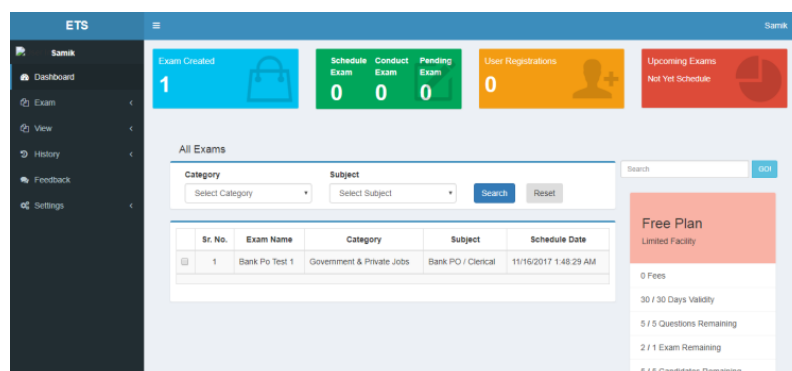 ETS
Samik
Samik
Dashboard
Exam
View
History
Feedback
Settings
Exam Created
1
Schedule Exam
0
Conduct Exam
0
Pending Exam
0
User Registrations
0
Upcoming Exams
Not Yet Schedule
All Exams
Category
Select Category
Subject
Select Subject
Search
Reset
Sr. No. Exam Name Category Subject Schedule Date
1 Bank Po Test 1 Government & Private Jobs Bank PO / Clerical 11/16/2017 1:48:29 AM
Search
GO!
Free Plan
Limited Facility
0 Fees
30 / 30 Days Validity
5 / 5 Questions Remaining
2 / 1 Exam Remaining
5 / 5 Candidates Remaining